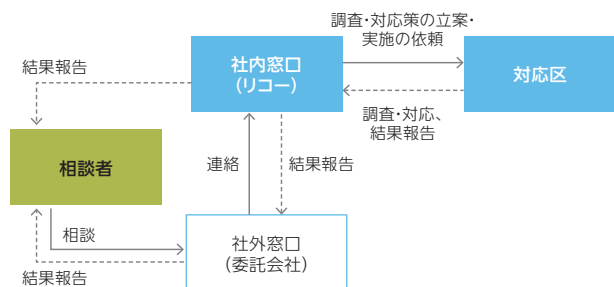 調査・対応策の立案・
実施の依頼
結果報告
社内窓口
(リコー)
対応区
調査・対応、
結果報告
相談者
連絡
結果報告
相談
社外窓口
(委託会社)
結果報告